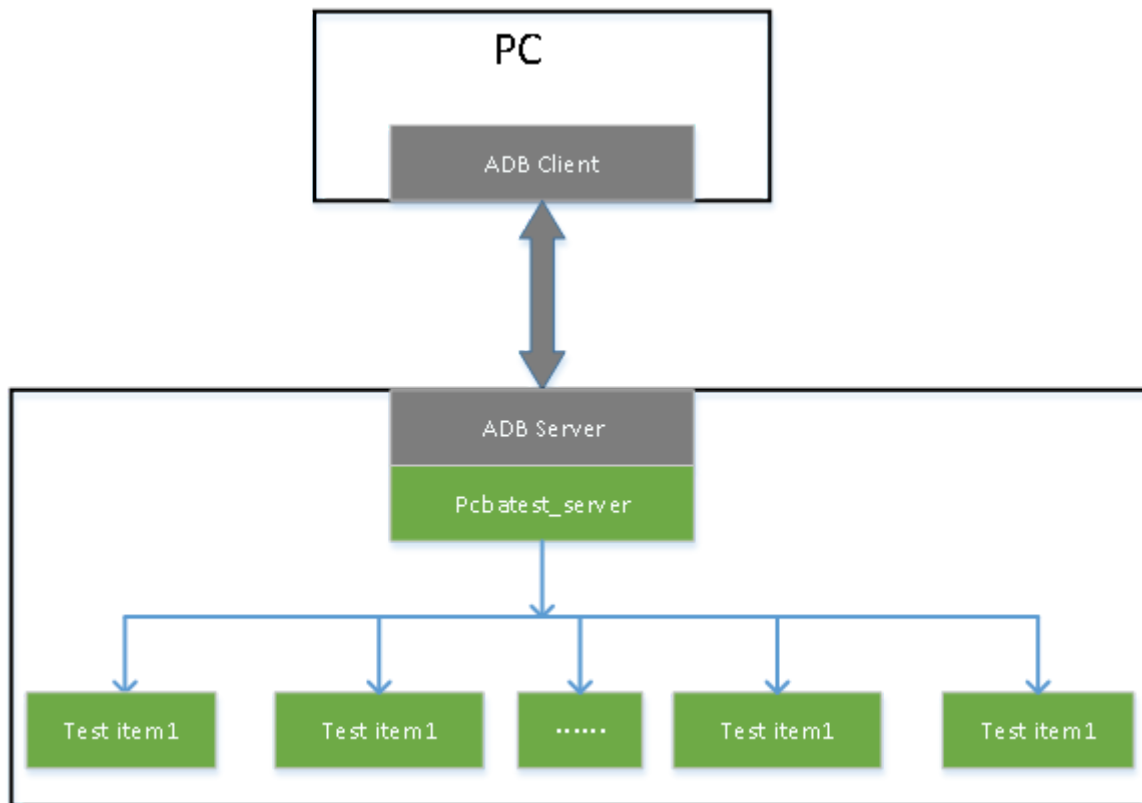 PC
ADB Client
ADB Server
Pcbatest_server
Test item1
Test item1
......
Test item1
Test item1